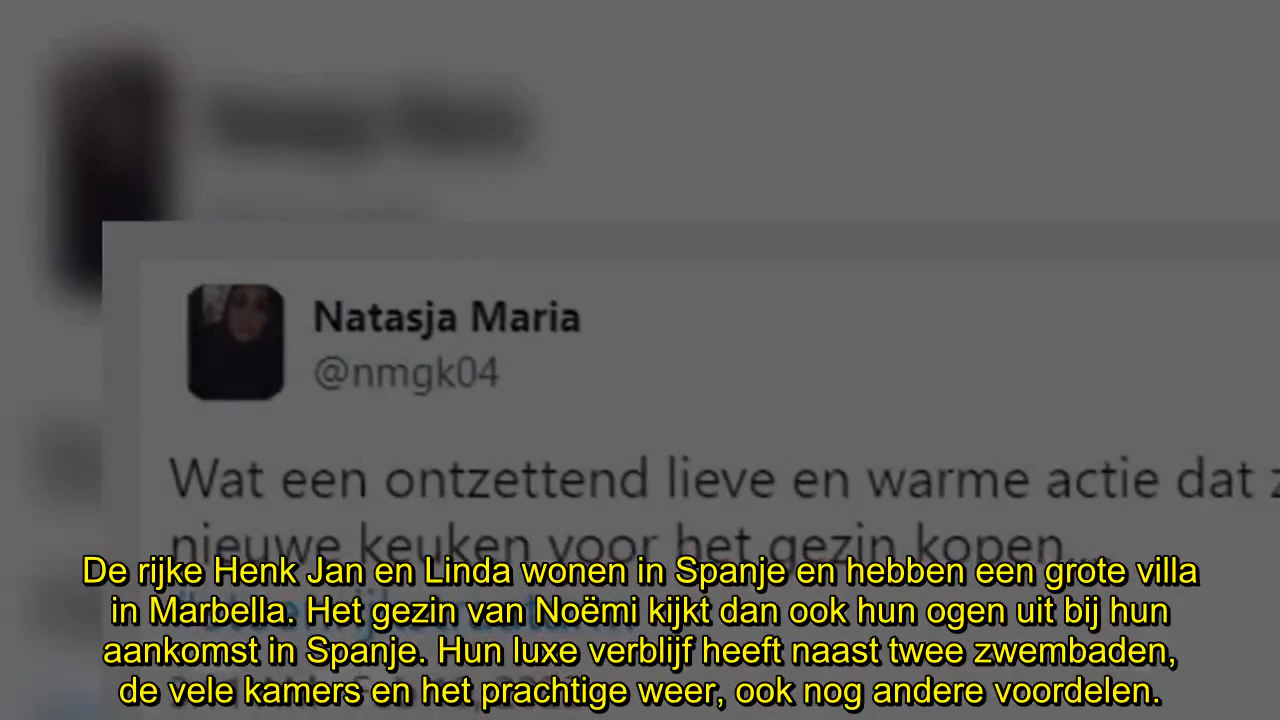 Natasja Maria
@nmgk04
Wat een ontzettend lieve en warme actie dat z
nieuwe keuken voor het gezin kopen...
De rijke Henk Jan en Linda wonen in Spanje en hebben een grote villa
in Marbella. Het gezin van Noëmi kijkt dan ook hun ogen uit bij hun
aankomst in Spanje. Hun luxe verblijf heeft naast twee zwembaden,
de vele kamers en het prachtige weer, ook nog andere voordelen.